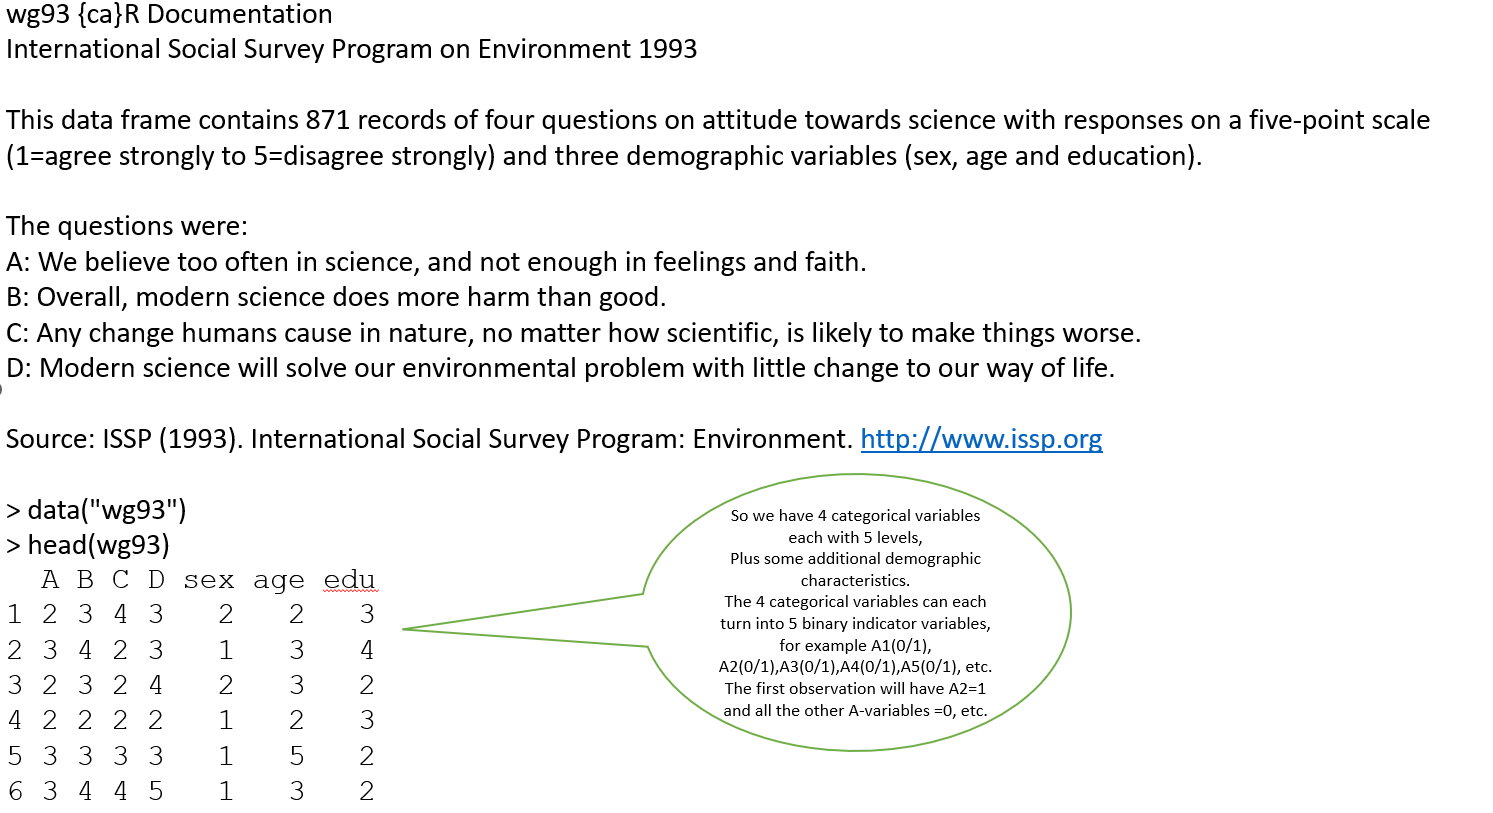 wg93 {ca}R Documentation
International Social Survey Program on Environment 1993
This data frame contains 871 records of four questions on attitude towards science with responses on a five-point scale
(1=agree strongly to 5=disagree strongly) and three demographic variables (sex, age and education).
The questions were:
A: We believe too often in science, and not enough in feelings and faith.
B: Overall, modern science does more harm than good.
C: Any change humans cause in nature, no matter how scientific, is likely to make things worse.
D: Modern science will solve our environmental problem with little change to our way of life.
Source: ISSP (1993). International Social Survey Program: Environment. http://www.issp.org
> data("wg93")
> head(wg93)
A B C D sex age edu
1 2 3 4 3 2 2 3
2 3 4 2 3 1 3 4
3 2 3 2 4 2 3 2
4 2 2 2 2 1 2 3
5 3 3 3 3 1 5 2
6 3 4 4 5 1 3 2
So we have 4 categorical variables
each with 5 levels,
Plus some additional demographic
characteristics.
The 4 categorical variables can each
turn into 5 binary indicator variables,
for example A1(0/1),
A2(0/1),A3(0/1),A4(0/1),A5(0/1), etc.
The first observation will have A2=1
and all the other A-variables =0, etc.